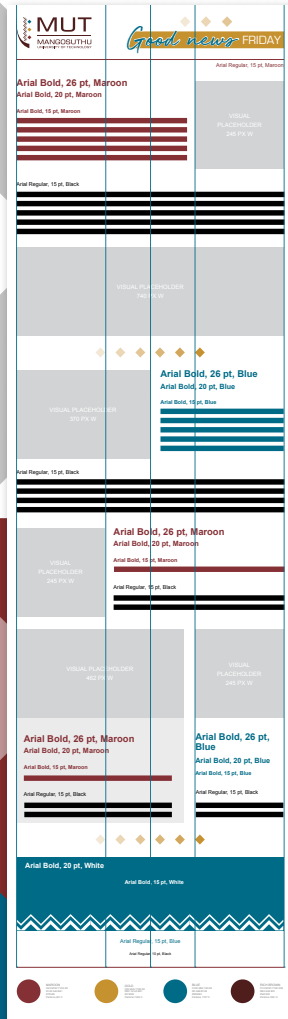 MUT
MANGOSUTHU
UNIVERSITY OF TECHNOLOGY
Good news FRIDAY
Arial Regular, 15 pt, Maroon
Arial Bold, 26 pt, Maroon
Arial Bold, 20 pt, Maroon
Arial Bold, 15 pt, Maroon
VISUAL
PLACEHOLDER
246 PX W
Arial Regular, 15 pt, Black
VISUAL PLACEHOLDER
740 PX W
Arial Bold, 26 pt, Blue
Arial Bold, 20 pt, Blue
Arial Bold, 15 pt, Blue
VISUAL PLACEHOLDER
370 PX W
Arial Regular, 15 pt, Black
Arial Bold, 26 pt, Maroon
Arial Bold, 20 pt, Maroon
Arial Bold, 15 pt, Maroon
VISUAL
PLACEHOLDER
246 PX W
Arial Regular, 15 pt, Black
VISUAL PLACEHOLDER
PX W
VISUAL
PLACEHOLDER
PX W
Arial Bold, 26 pt, Maroon
Arial Bold, 20 pt, Maroon
Arial Bold, 15 pt, Maroon
Arial Regular, 15 pt, Black
Arial Bold, 26 pt,
Blue
Arial Bold, 20 pt, Blue
Arial Bold, 15 pt, Blue
Arial Regular, 15 pt, Black
Arial Bold, 20 pt, White
Arial Bold, 15 pt, White
Arial Regular, 15 pt, Blue
Arial Regular, 15 pt, Black
MAROON
GOLD
BLUE